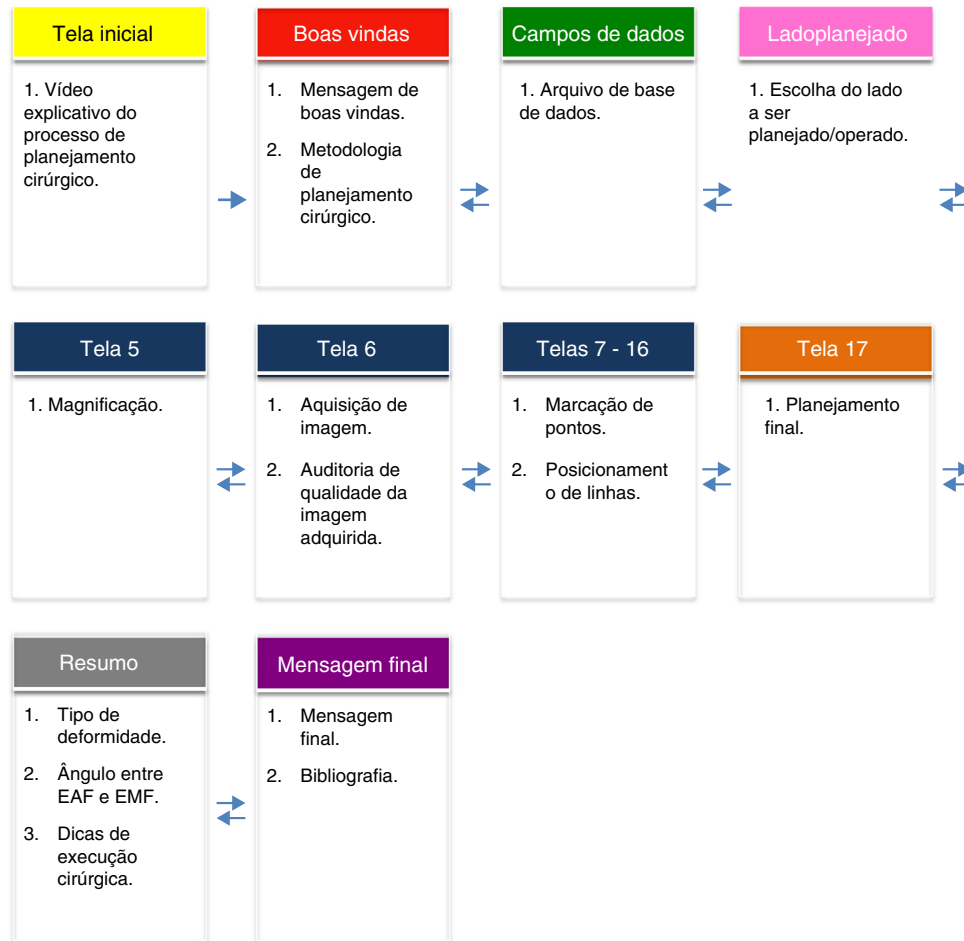 Tela inicial
1. Vídeo
explicativo do
processo de
planejamento
cirúrgico.
Boas vindas
1. Mensagem de
boas vindas.
2. Metodologia
de
planejamento
cirúrgico.
Campos de dados
1. Arquivo de base
de dados.
Ladoplanejado
1. Escolha do lado
a ser
planejado/operado.
Tela 5
1. Magnificação.
Tela 6
1. Aquisição de
imagem.
2. Auditoria de
qualidade da
imagem
adquirida.
Telas 7 - 16
1. Marcação de
pontos.
2. Posicionament
o de linhas.
Tela 17
1. Planejamento
final.
Resumo
1. Tipo de
deformidade.
2. Ângulo entre
EAF e EMF.
3. Dicas de
execução
cirúrgica.
Mensagem final
1. Mensagem
final.
2. Bibliografia.